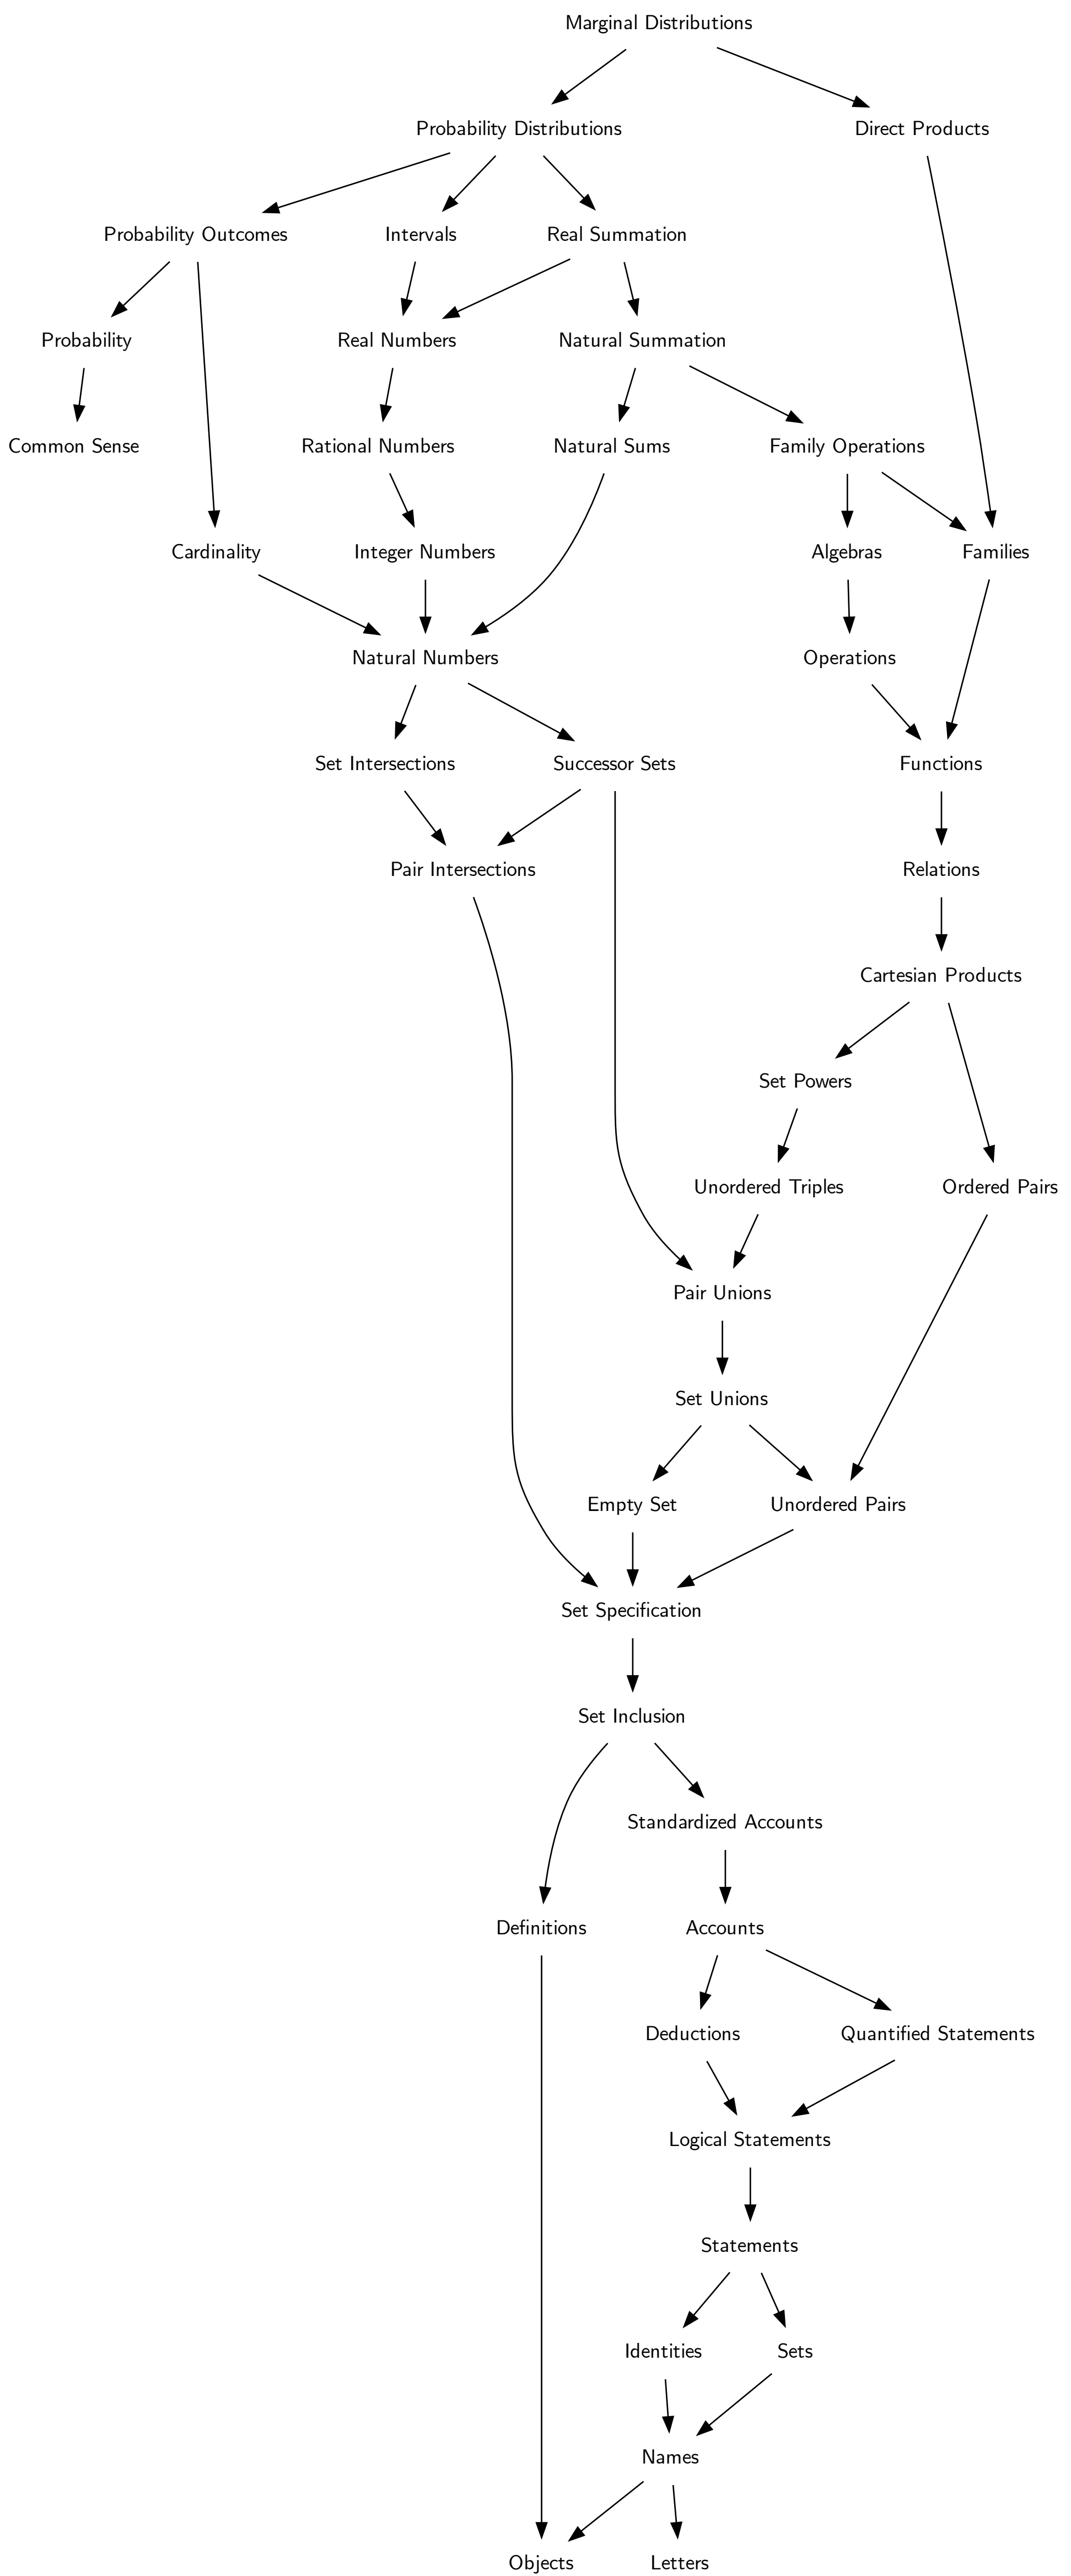 Marginal Distributions
Probability Distributions
Direct Products
Probability Outcomes
Intervals
Real Summation
Probability
Real Numbers
Natural Summation
Common Sense
Rational Numbers
Natural Sums
Family Operations
Cardinality
Integer Numbers
Algebras
Families
Natural Numbers
Operations
Set Intersections
Successor Sets
Functions
Pair Intersections
Relations
Cartesian Products
Set Powers
Unordered Triples
Ordered Pairs
Pair Unions
Set Unions
Empty Set
Unordered Pairs
Set Specification
Set Inclusion
Standardized Accounts
Definitions
Accounts
Deductions
Quantified Statements
Logical Statements
Statements
Identities
Sets
Names
Objects
Letters